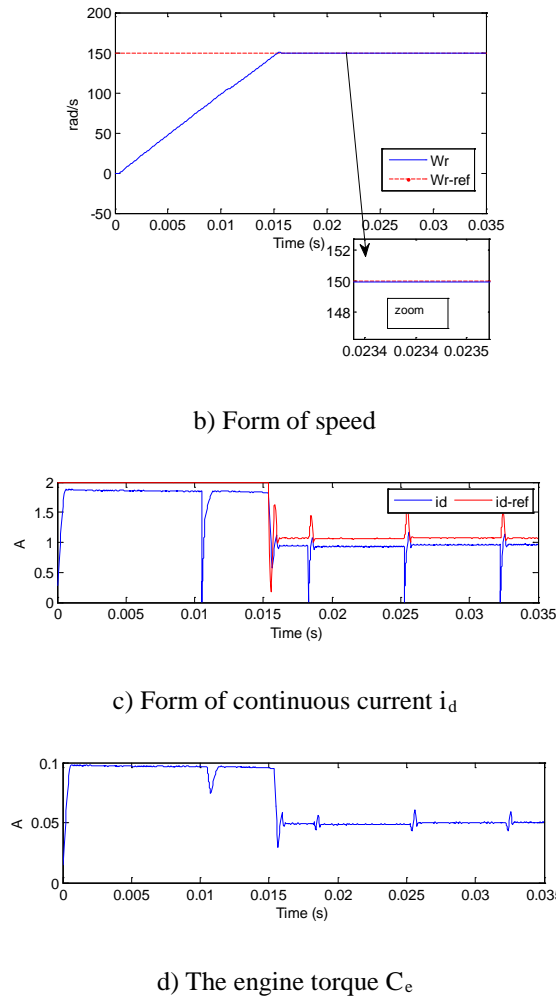 150
100
50
0
-50
rad/s
0 0.005 0.01 0.015 0.02 0.025 0.03 0.035
Time (s)
Wr
Wr-ref
152
150
148
zoom
0.0234 0.0234 0.0235
200
b) Form of speed
2
1.5
1
0.5
0
A
id id-ref
0 0.005 0.01 0.015 0.02 0.025 0.03 0.035
Time (s)
c) Form of continuous current id
0.1
0.05
0
A
0 0.005 0.01 0.015 0.02 0.025 0.03 0.035
Time (s)
d) The engine torque Ce